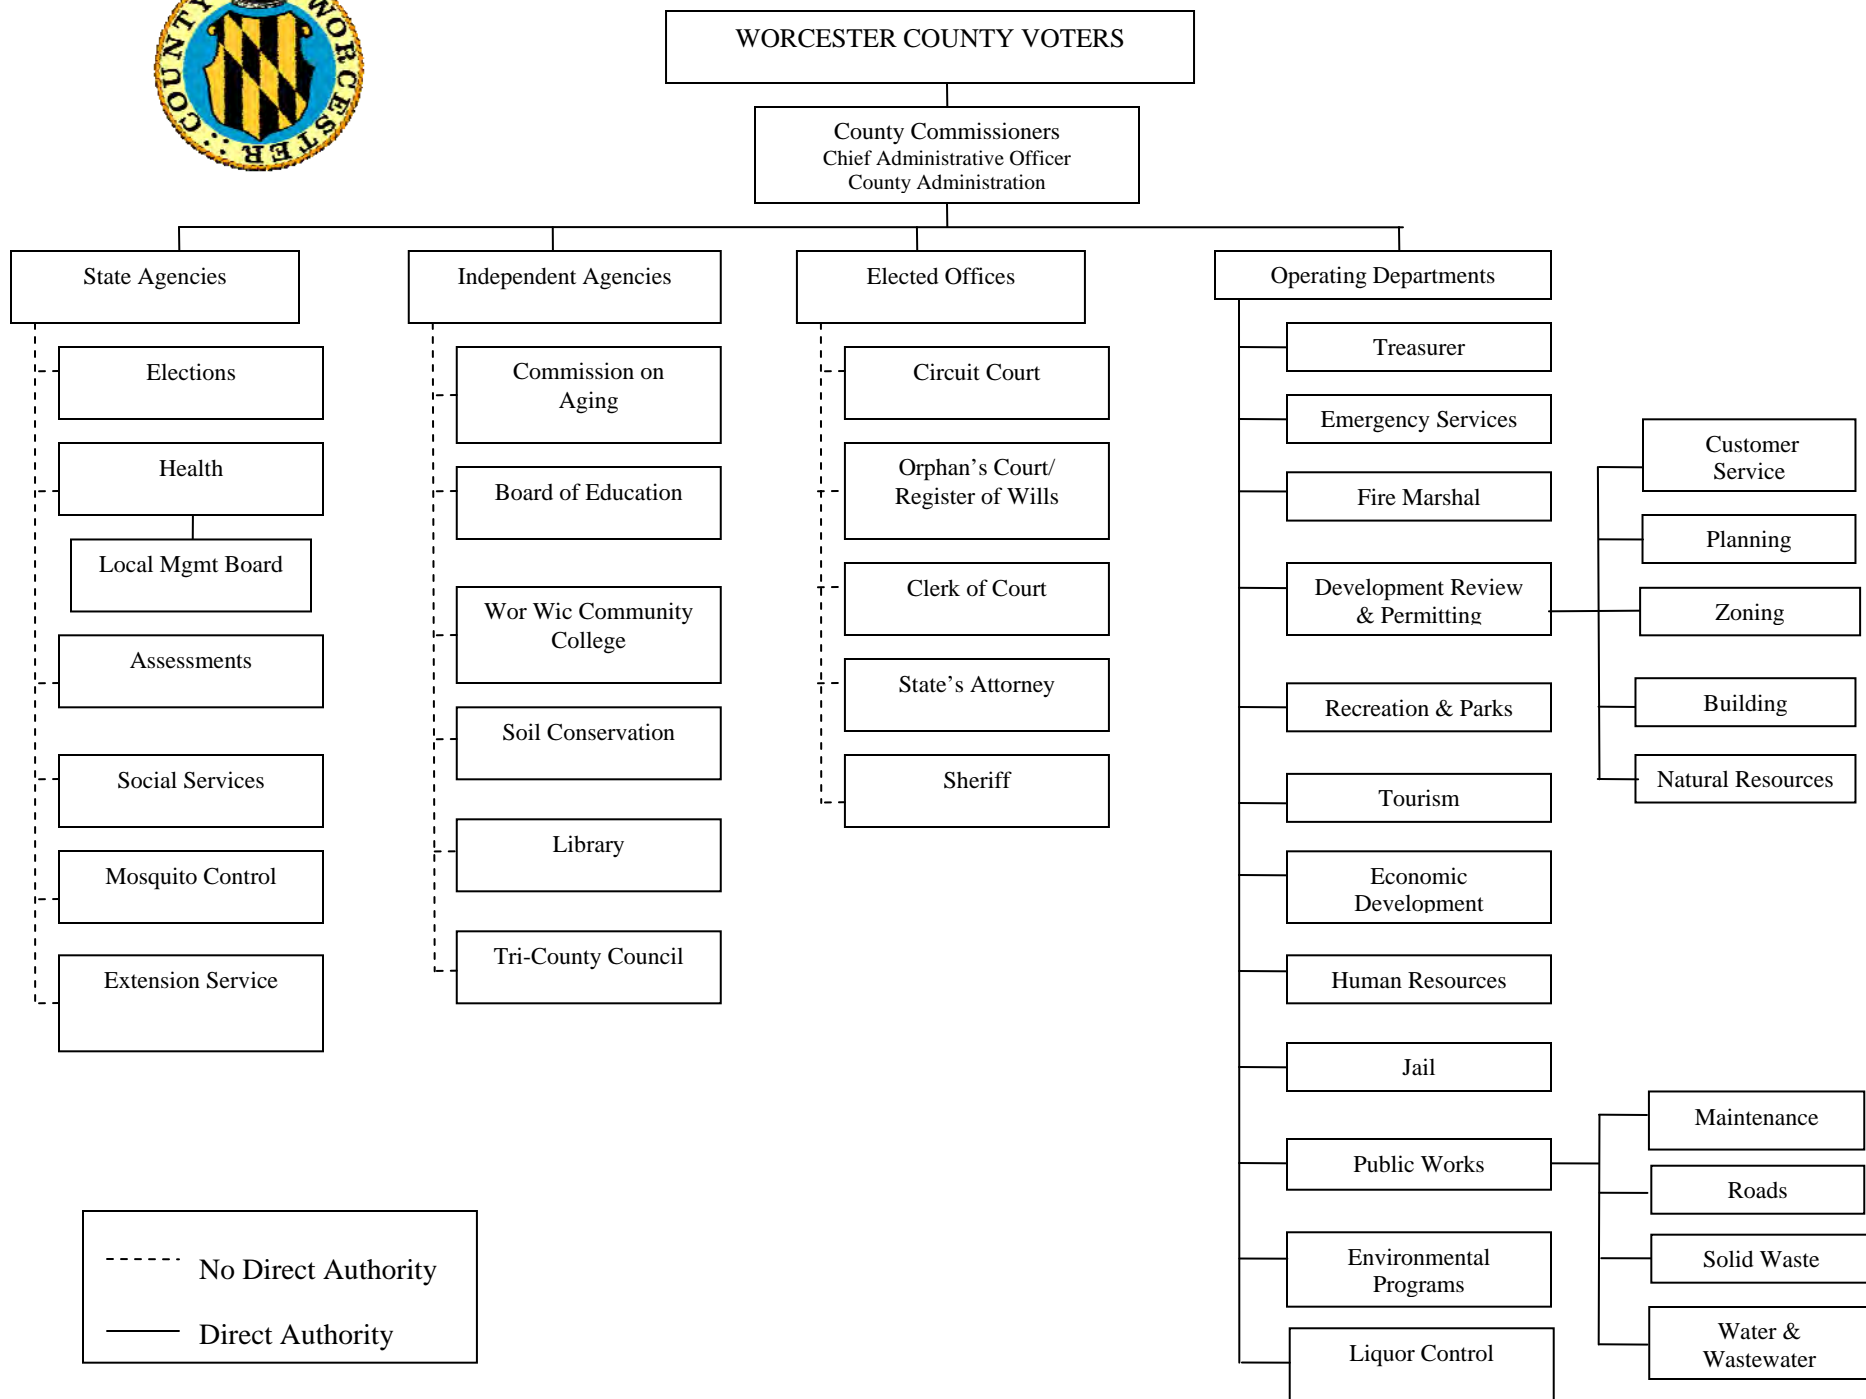 COUNTY
WORCESTER
WORCESTER COUNTY VOTERS
County Commissioners
Chief Administrative Officer
County Administration
State Agencies
Elections
Health
Local Mgmt Board
Assessments
Social Services
Mosquito Control
Extension Service
Independent Agencies
Commission on
Aging
Board of Education
Wor Wic Community
College
Soil Conservation
Library
Tri-County Council
Elected Offices
Circuit Court
Orphan’s Court/
Register of Wills
Clerk of Court
State’s Attorney
Sheriff
Operating Departments
Treasurer
Emergency Services
Fire Marshal
Development Review
& Permitting
Customer
Service
Planning
Zoning
Building
Natural Resources
Recreation & Parks
Tourism
Economic
Development
Human Resources
Jail
Public Works
Maintenance
Roads
Solid Waste
Water &
Wastewater
Environmental
Programs
Liquor Control
No Direct Authority
Direct Authority